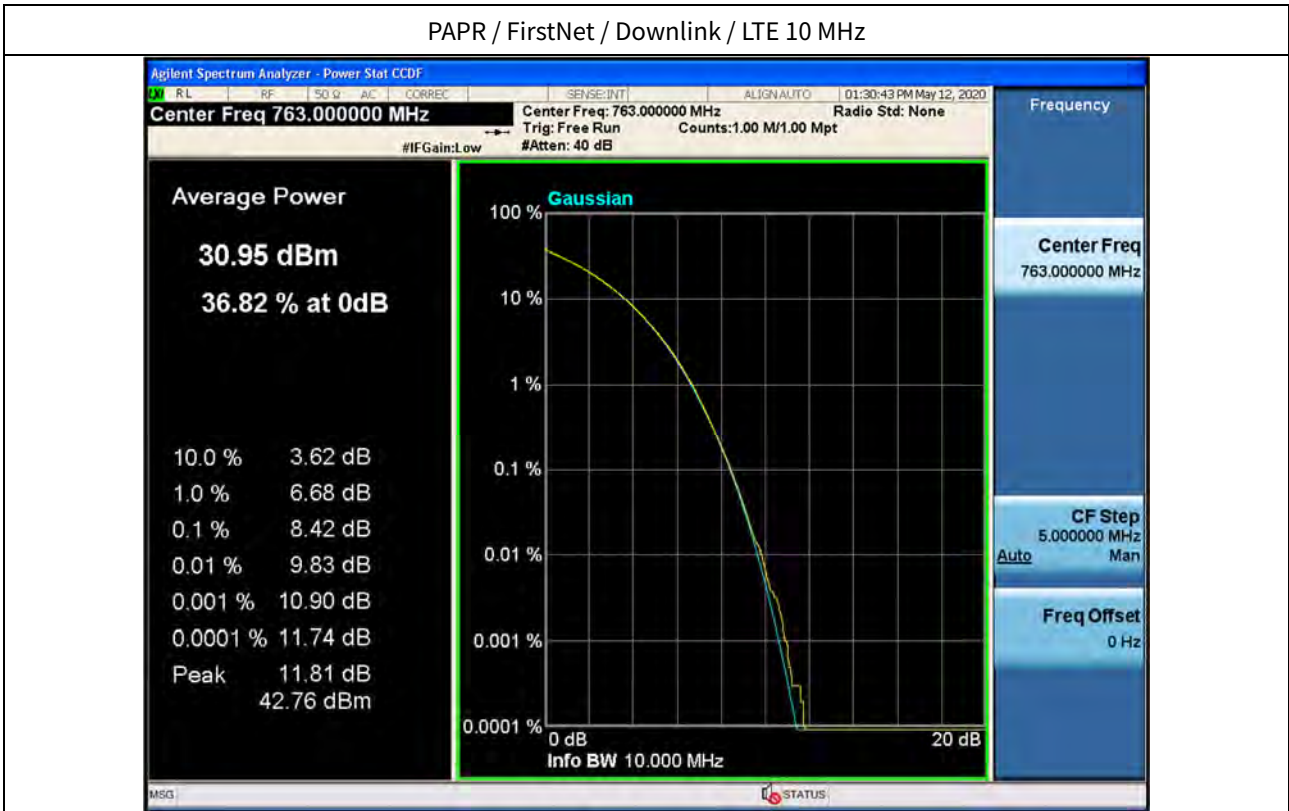 PAPR / FirstNet / Downlink / LTE 10 MHz
Agilent Spectrum Analyzer - Power Stat CCDF
RL RF 50 Ω AC CORREC SENSE:INT ALIGNAUTO 01:30:43 PM May 12, 2020
Center Freq 763.000000 MHz
#IFGain:Low
Center Freq: 763.000000 MHz Radio Std: None
Trig: Free Run Counts:1.00 M/1.00 Mpt
#Atten: 40 dB
Average Power
30.95 dBm
36.82 % at 0dB
10.0 % 3.62 dB
1.0 % 6.68 dB
0.1 % 8.42 dB
0.01 % 9.83 dB
0.001 % 10.90 dB
0.0001 % 11.74 dB
Peak 11.81 dB
42.76 dBm
Gaussian
100 %
10 %
1 %
0.1 %
0.01 %
0.001 %
0.0001 %
0 dB 20 dB
Info BW 10.000 MHz
Frequency
Center Freq
763.000000 MHz
CF Step
5.000000 MHz
Auto Man
Freq Offset
0 Hz
MSG STATUS